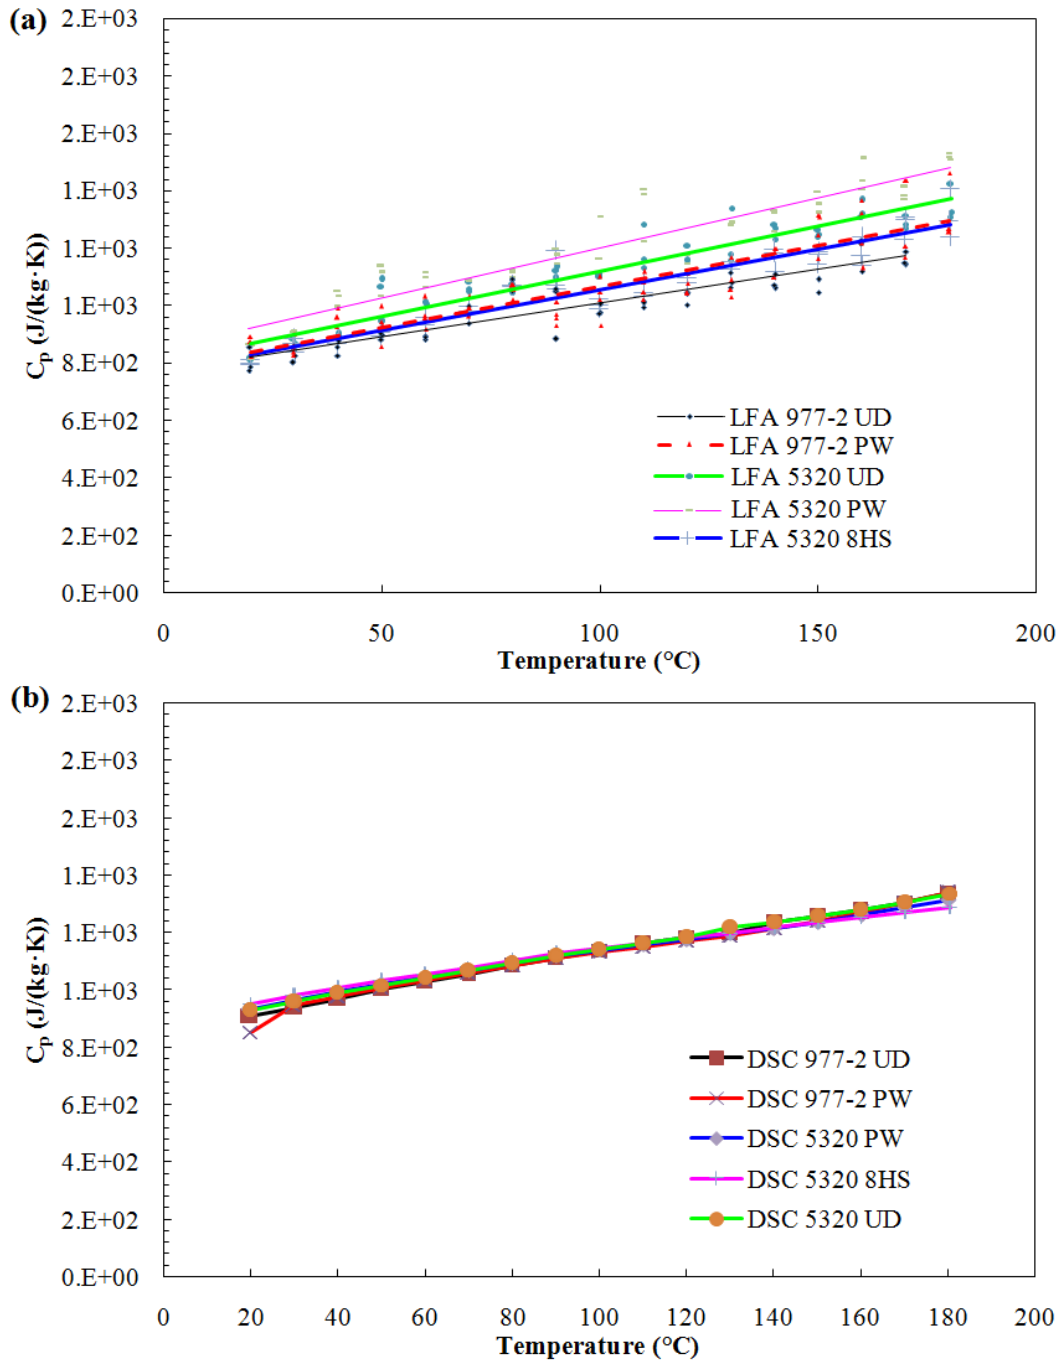 (a)
2.E+03
2.E+03
2.E+03
1.E+03
1.E+03
1.E+03
8.E+02
6.E+02
4.E+02
2.E+02
0.E+00
Cp (J/(kg·K))
LFA 977-2 UD
LFA 977-2 PW
LFA 5320 UD
LFA 5320 PW
LFA 5320 8HS
0 50 100 150 200
Temperature (°C)
(b)
2.E+03
2.E+03
2.E+03
1.E+03
1.E+03
1.E+03
8.E+02
6.E+02
4.E+02
2.E+02
0.E+00
Cp (J/(kg·K))
DSC 977-2 UD
DSC 977-2 PW
DSC 5320 PW
DSC 5320 8HS
DSC 5320 UD
0 20 40 60 80 100 120 140 160 180 200
Temperature (°C)